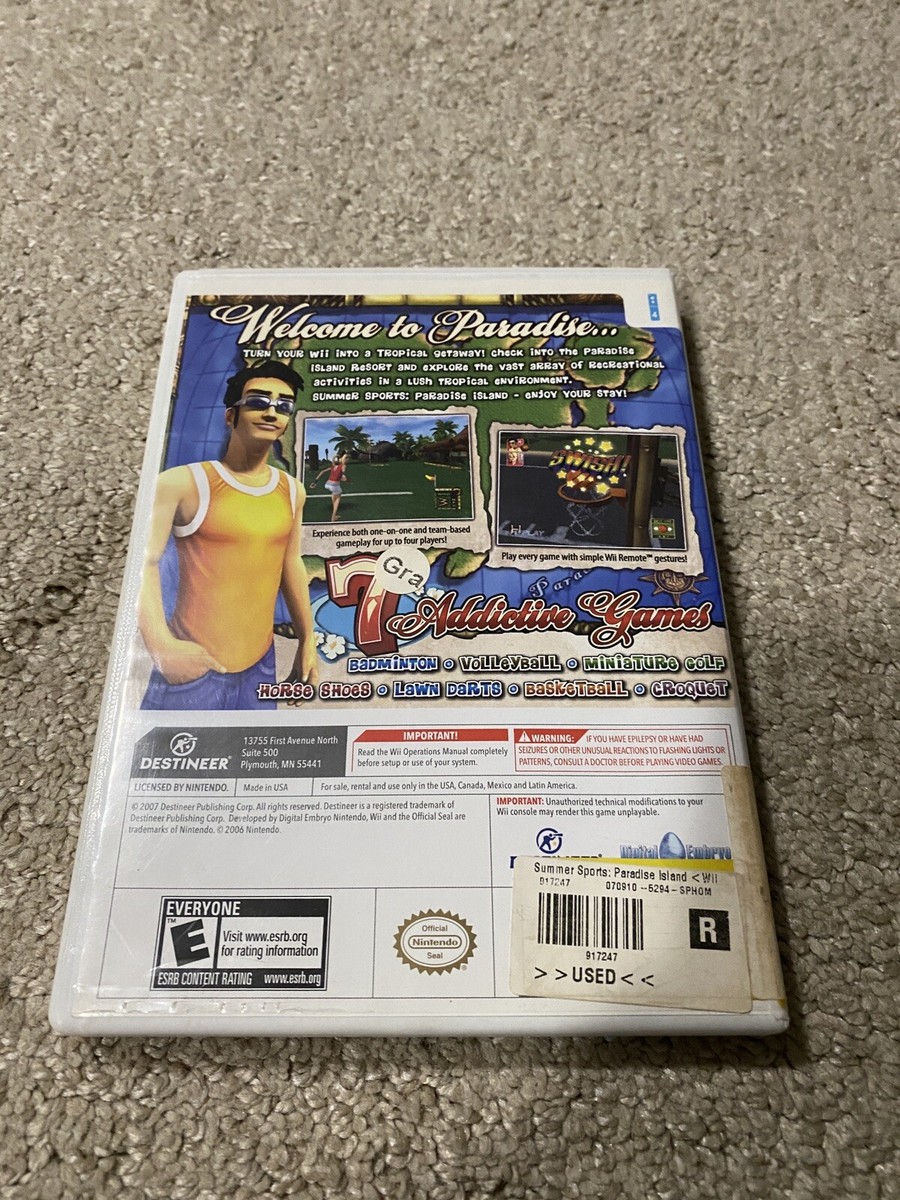 Welcome to Paradise...
TURN YOUR Wii INTO A TROPICAL GETAWAY! CHECK INTO THE PARADISE
ISLAND RESORT AND EXPLORE THE VAST ARRAY OF RECREATIONAL
ACTIVITIES IN A LUSH TROPICAL ENVIRONMENT.
SUMMER SPORTS: PARADISE ISLAND - ENJOY YOUR STAY!
SWISH!
Experience both one-on-one and team-based
gameplay for up to four players!
Play every game with simple Wii Remote™ gestures!
7
Gra
Addictive Games
BADMINTON • VOLLEYBALL • MINIATURE GOLF
HORSE SHOES • LAWN DARTS • BASKETBALL • CROQUET
DESTINEER®
13755 First Avenue North
Suite 500
Plymouth, MN 55441
IMPORTANT!
Read the Wii Operations Manual completely
before setup or use of your system.
WARNING: IF YOU HAVE EPILEPSY OR HAVE HAD
SEIZURES OR OTHER UNUSUAL REACTIONS TO FLASHING LIGHTS OR
PATTERNS, CONSULT A DOCTOR BEFORE PLAYING VIDEO GAMES.
LICENSED BY NINTENDO.
Made in USA
For sale, rental and use only in the USA, Canada, Mexico and Latin America.
© 2007 Destineer Publishing Corp. All rights reserved. Destineer is a registered trademark of
Destineer Publishing Corp. Developed by Digital Embryo Nintendo, Wii and the Official Seal are
trademarks of Nintendo. © 2006 Nintendo.
IMPORTANT: Unauthorized technical modifications to your
Wii console may render this game unplayable.
Digital Embryo
Summer Sports: Paradise Island < Wii
917247 070910 --5294- SPHOM
R
917247
> > USED < <
EVERYONE
E
™
Visit www.esrb.org
for rating information
ESRB CONTENT RATING www.esrb.org
Official
Nintendo
Seal
®